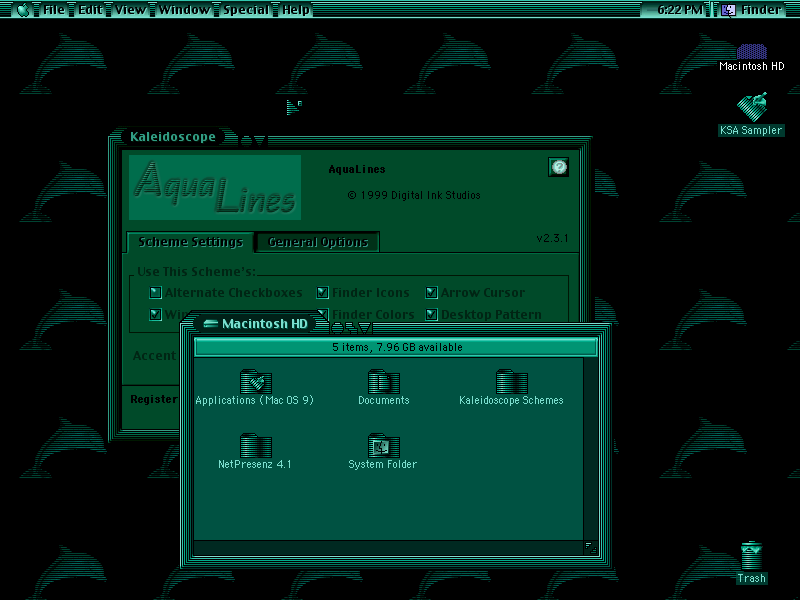 File Edit View Window Special Help 6:22 PM Finder
Macintosh HD
KSA Sampler
Kaleidoscope
AquaLines
AquaLines
© 1999 Digital Ink Studios
v2.3.1
Scheme Settings General Options
Use This Scheme's:
Alternate Checkboxes Finder Icons Arrow Cursor
Finder Colors Desktop Pattern
Accent
Register
Macintosh HD
5 items, 7.96 GB available
Applications (Mac OS 9) Documents Kaleidoscope Schemes
NetPresenz 4.1 System Folder
Trash